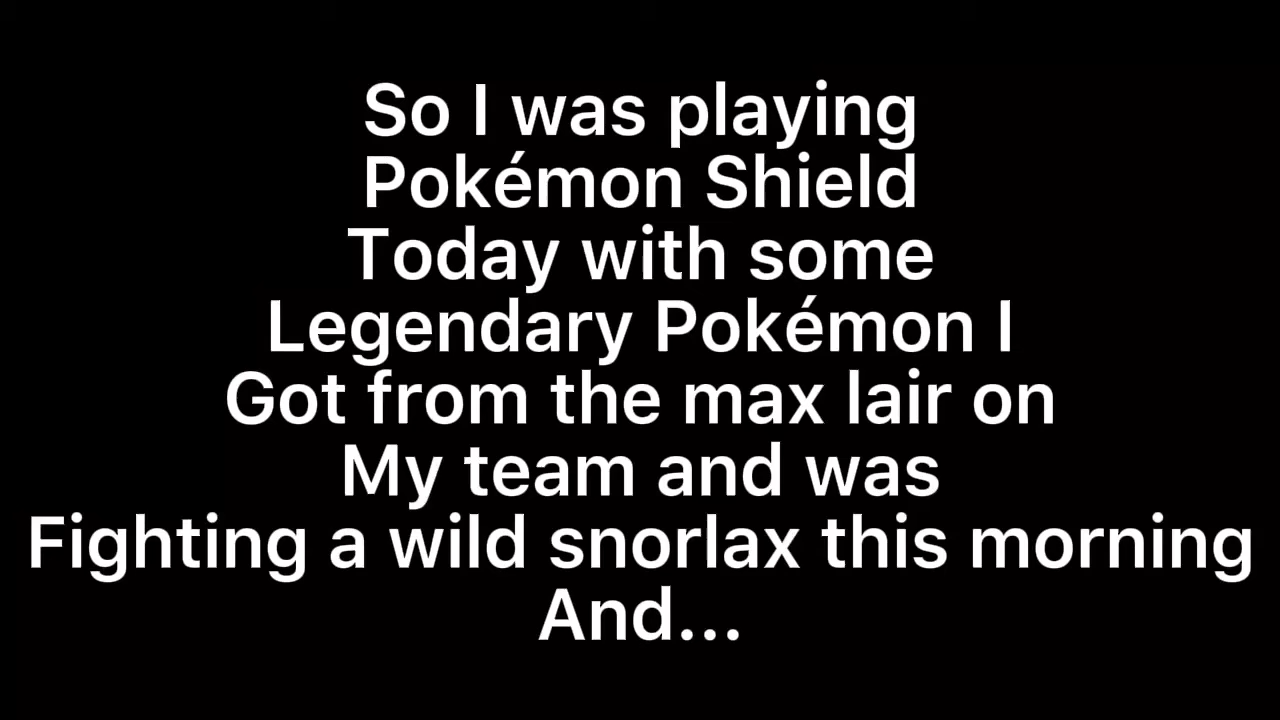 So I was playing
Pokémon Shield
Today with some
Legendary Pokémon I
Got from the max lair on
My team and was
Fighting a wild snorlax this morning
And...